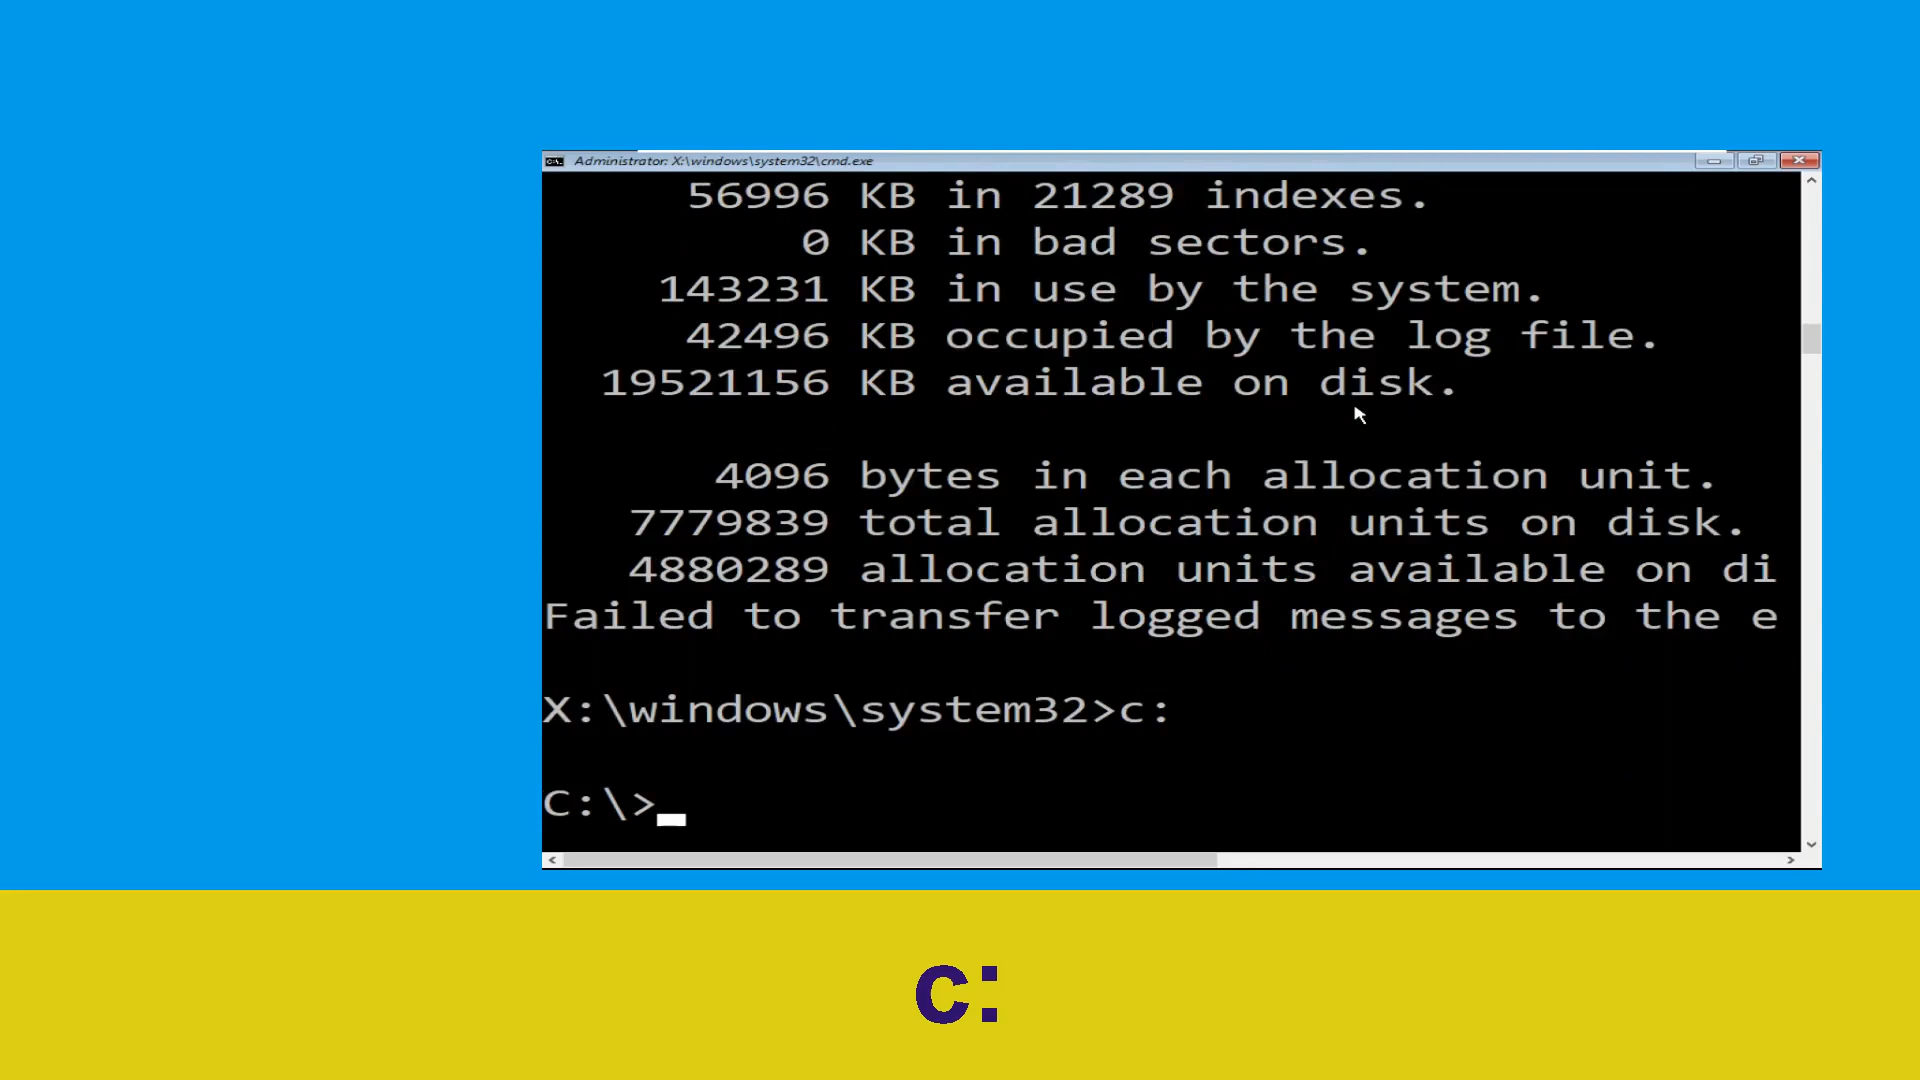 Administrator: X:\windows\system32\cmd.exe
56996 KB in 21289 indexes.
0 KB in bad sectors.
143231 KB in use by the system.
42496 KB occupied by the log file.
19521156 KB available on disk.
4096 bytes in each allocation unit.
7779839 total allocation units on disk.
4880289 allocation units available on di
Failed to transfer logged messages to the e
X:\windows\system32>c:
C:\>
c: